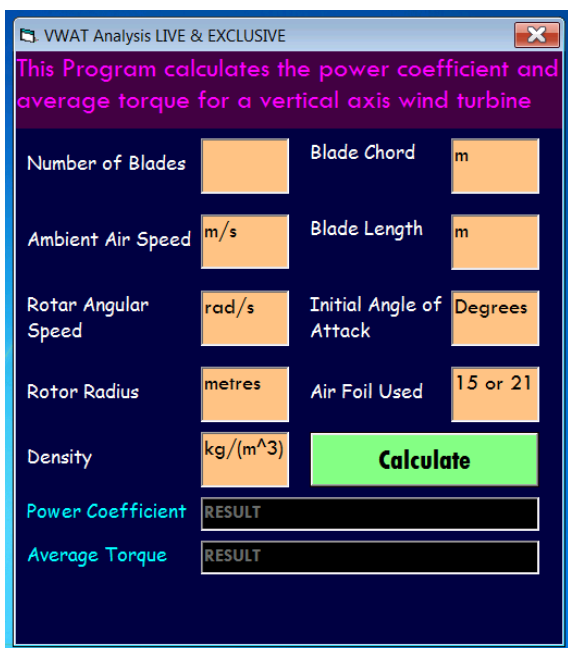 VWAT Analysis LIVE & EXCLUSIVE
This Program calculates the power coefficient and
average torque for a vertical axis wind turbine
Number of Blades
Blade Chord
m
Ambient Air Speed
m/s
Blade Length
m
Rotar Angular
Speed
rad/s
Initial Angle of
Attack
Degrees
Rotor Radius
metres
Air Foil Used
15 or 21
Density
kg/(m^3)
Calculate
Power Coefficient
RESULT
Average Torque
RESULT